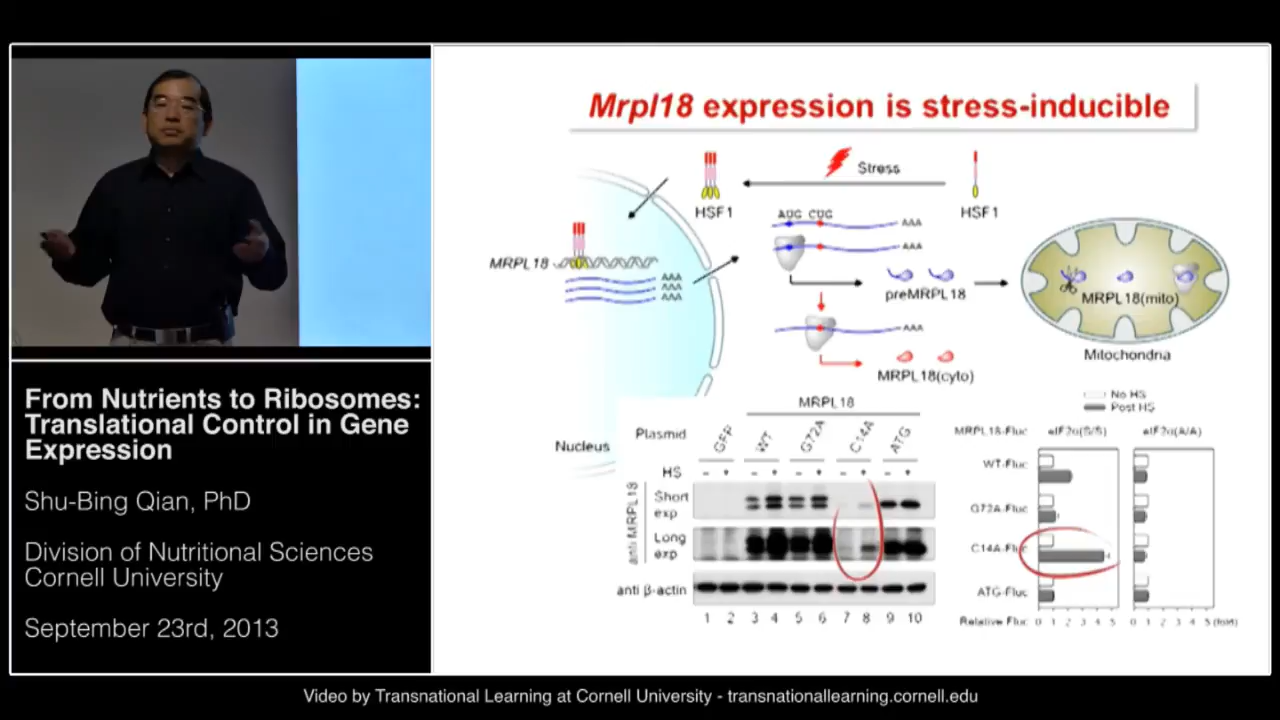 Mrpl18 expression is stress-inducible
Stress
HSF1
HSF1
AUG CUG
AAA
AAA
MRPL18
AAA
AAA
AAA
preMRPL18
MRPL18(mito)
AAA
Mitochondria
MRPL18(cyto)
Nucleus
MRPL18
Plasmid
GFP
WT
G72A
C14A
ATG
HS
- + - + - + - + - +
anti MRPL18
Short
exp
Long
exp
anti β-actin
1 2 3 4 5 6 7 8 9 10
No HS
Post HS
MRPL18-Fluc eIF2α(S/S) eIF2α(A/A)
WT-Fluc
G72A-Fluc
C14A-Fluc
ATG-Fluc
Relative Fluc 0 1 2 3 4 5 0 1 2 3 4 5 (fold)
From Nutrients to Ribosomes:
Translational Control in Gene
Expression
Shu-Bing Qian, PhD
Division of Nutritional Sciences
Cornell University
September 23rd, 2013
Video by Transnational Learning at Cornell University - transnationallearning.cornell.edu